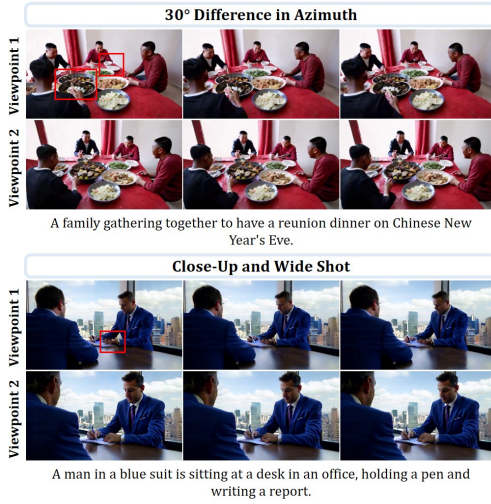 30° Difference in Azimuth
Viewpoint 1
Viewpoint 2
A family gathering together to have a reunion dinner on Chinese New
Year's Eve.
Close-Up and Wide Shot
Viewpoint 1
Viewpoint 2
A man in a blue suit is sitting at a desk in an office, holding a pen and
writing a report.